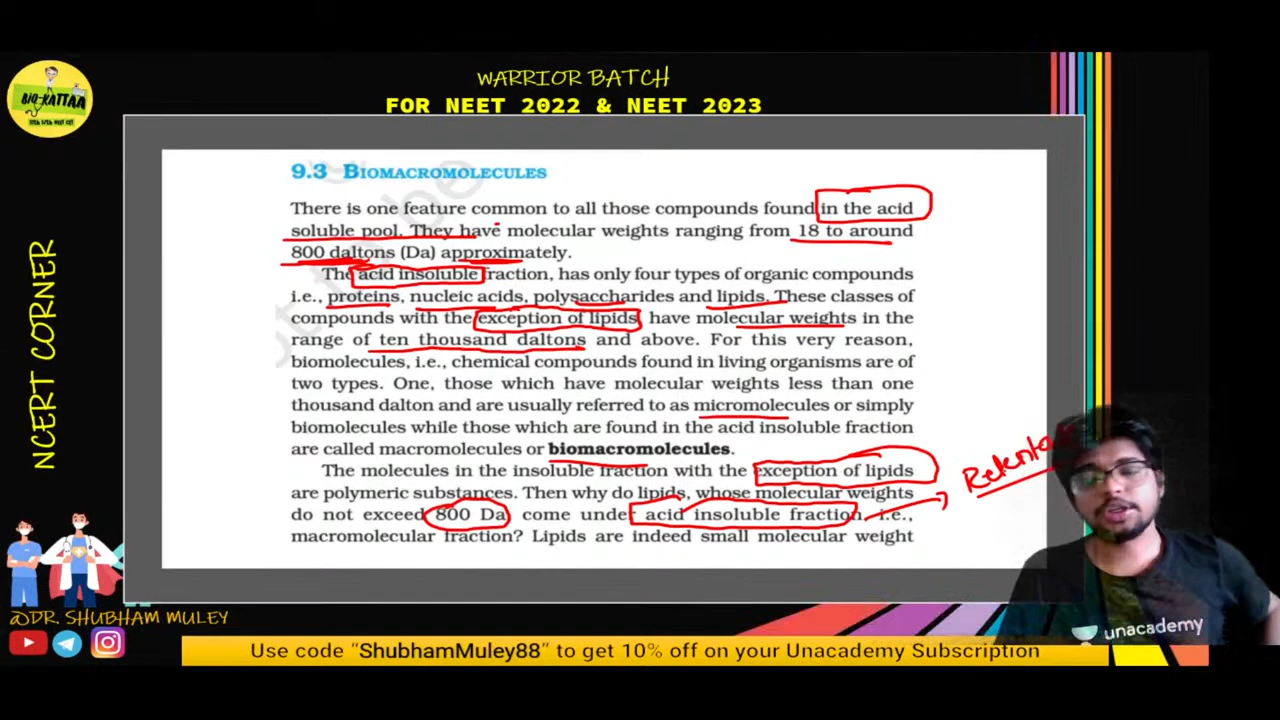 WARRIOR BATCH
FOR NEET 2022 & NEET 2023
BIO-KATTAA
NCERT CORNER
9.3 BIOMACROMOLECULES
There is one feature common to all those compounds found in the acid
soluble pool. They have molecular weights ranging from 18 to around
800 daltons (Da) approximately.
The acid insoluble fraction, has only four types of organic compounds
i.e., proteins, nucleic acids, polysaccharides and lipids. These classes of
compounds with the exception of lipids, have molecular weights in the
range of ten thousand daltons and above. For this very reason,
biomolecules, i.e., chemical compounds found in living organisms are of
two types. One, those which have molecular weights less than one
thousand dalton and are usually referred to as micromolecules or simply
biomolecules while those which are found in the acid insoluble fraction
are called macromolecules or biomacromolecules.
The molecules in the insoluble fraction with the exception of lipids
are polymeric substances. Then why do lipids, whose molecular weights
do not exceed 800 Da, come under acid insoluble fraction, i.e.,
macromolecular fraction? Lipids are indeed small molecular weight
@DR. SHUBHAM MULEY
unacademy
Use code “ShubhamMuley88” to get 10% off on your Unacademy Subscription